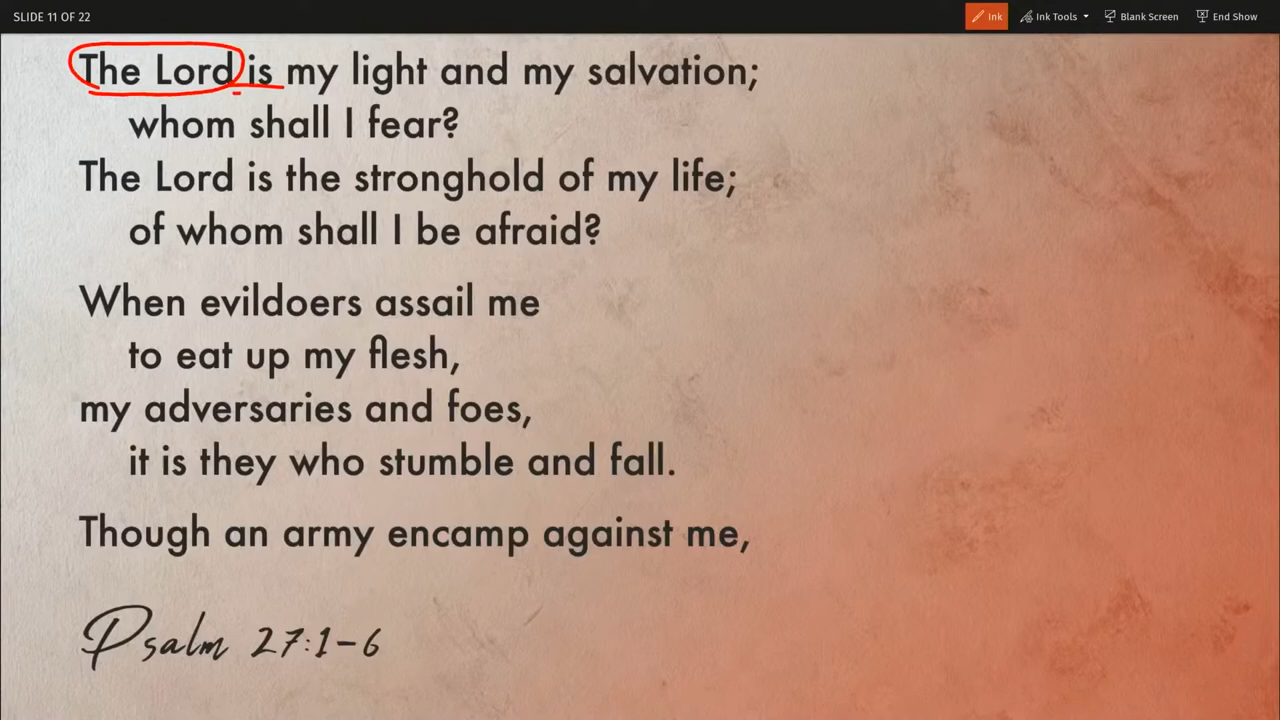 SLIDE 11 OF 22
Ink
Ink Tools
Blank Screen
End Show
The Lord is my light and my salvation;
whom shall I fear?
The Lord is the stronghold of my life;
of whom shall I be afraid?
When evildoers assail me
to eat up my flesh,
my adversaries and foes,
it is they who stumble and fall.
Though an army encamp against me,
Psalm 27:1–6